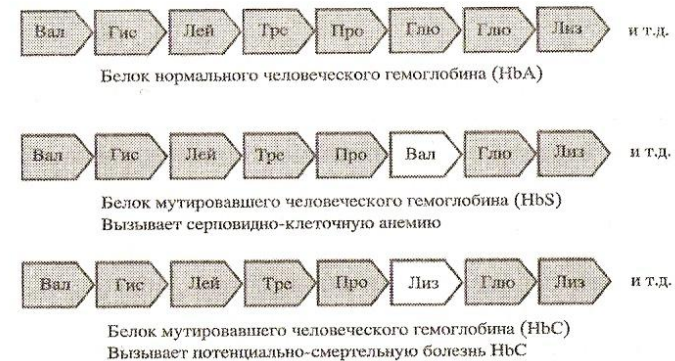 Вал Гис Лей Тре Про Глю Глю Лиз и т.д.
Белок нормального человеческого гемоглобина (HbA)
Вал Гис Лей Тре Про Вал Глю Лиз и т.д.
Белок мутировавшего человеческого гемоглобина (HbS)
Вызывает серповидно-клеточную анемию
Вал Гис Лей Тре Про Лиз Глю Лиз и т.д.
Белок мутировавшего человеческого гемоглобина (HbC)
Вызывает потенциально-смертельную болезнь HbC